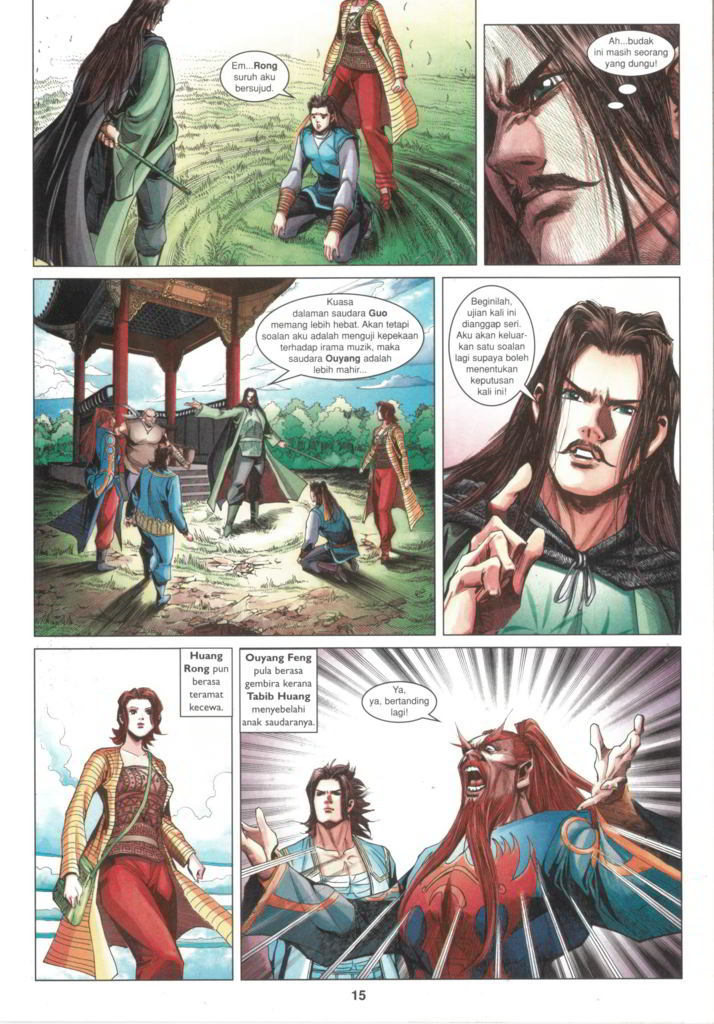 Em...Rong
suruh aku
bersujud.
Ah...budak
ini masih seorang
yang dungu!
Kuasa
dalaman saudara Guo
memang lebih hebat. Akan tetapi
soalan aku adalah menguji kepekaan
terhadap irama muzik, maka
saudara Ouyang adalah
lebih mahir...
Beginilah,
ujian kali ini
dianggap seri.
Aku akan keluar-
kan satu soalan
lagi supaya boleh
menentukan
keputusan
kali ini!
Huang
Rong pun
berasa
teramat
kecewa.
Ouyang Feng
pula berasa
gembira kerana
Tabib Huang
menyebelahi
anak saudaranya.
Ya,
ya, bertanding
lagi!
15